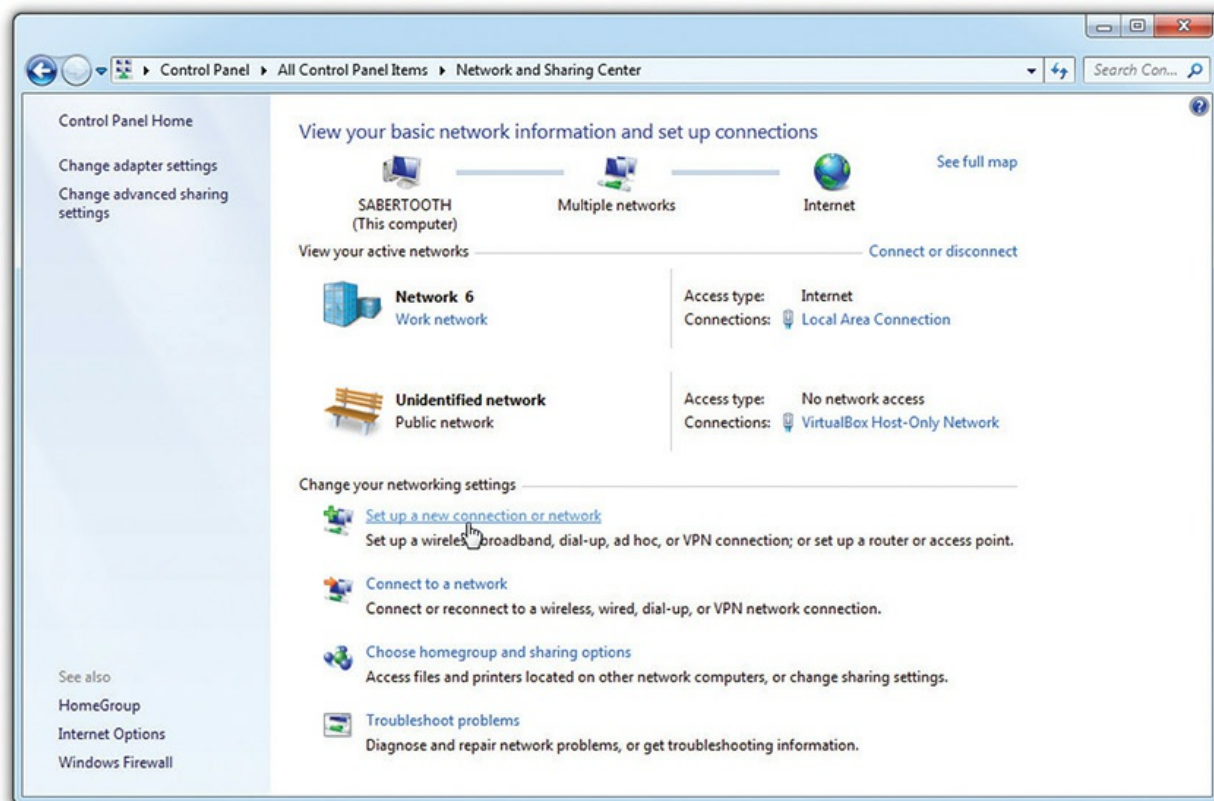 Control Panel ▸ All Control Panel Items ▸ Network and Sharing Center
Search Con...
Control Panel Home
Change adapter settings
Change advanced sharing
settings
See also
HomeGroup
Internet Options
Windows Firewall
View your basic network information and set up connections
See full map
SABERTOOTH
(This computer)
Multiple networks
Internet
View your active networks
Connect or disconnect
Network 6
Work network
Access type: Internet
Connections: Local Area Connection
Unidentified network
Public network
Access type: No network access
Connections: VirtualBox Host-Only Network
Change your networking settings
Set up a new connection or network
Set up a wireless, broadband, dial-up, ad hoc, or VPN connection; or set up a router or access point.
Connect to a network
Connect or reconnect to a wireless, wired, dial-up, or VPN network connection.
Choose homegroup and sharing options
Access files and printers located on other network computers, or change sharing settings.
Troubleshoot problems
Diagnose and repair network problems, or get troubleshooting information.